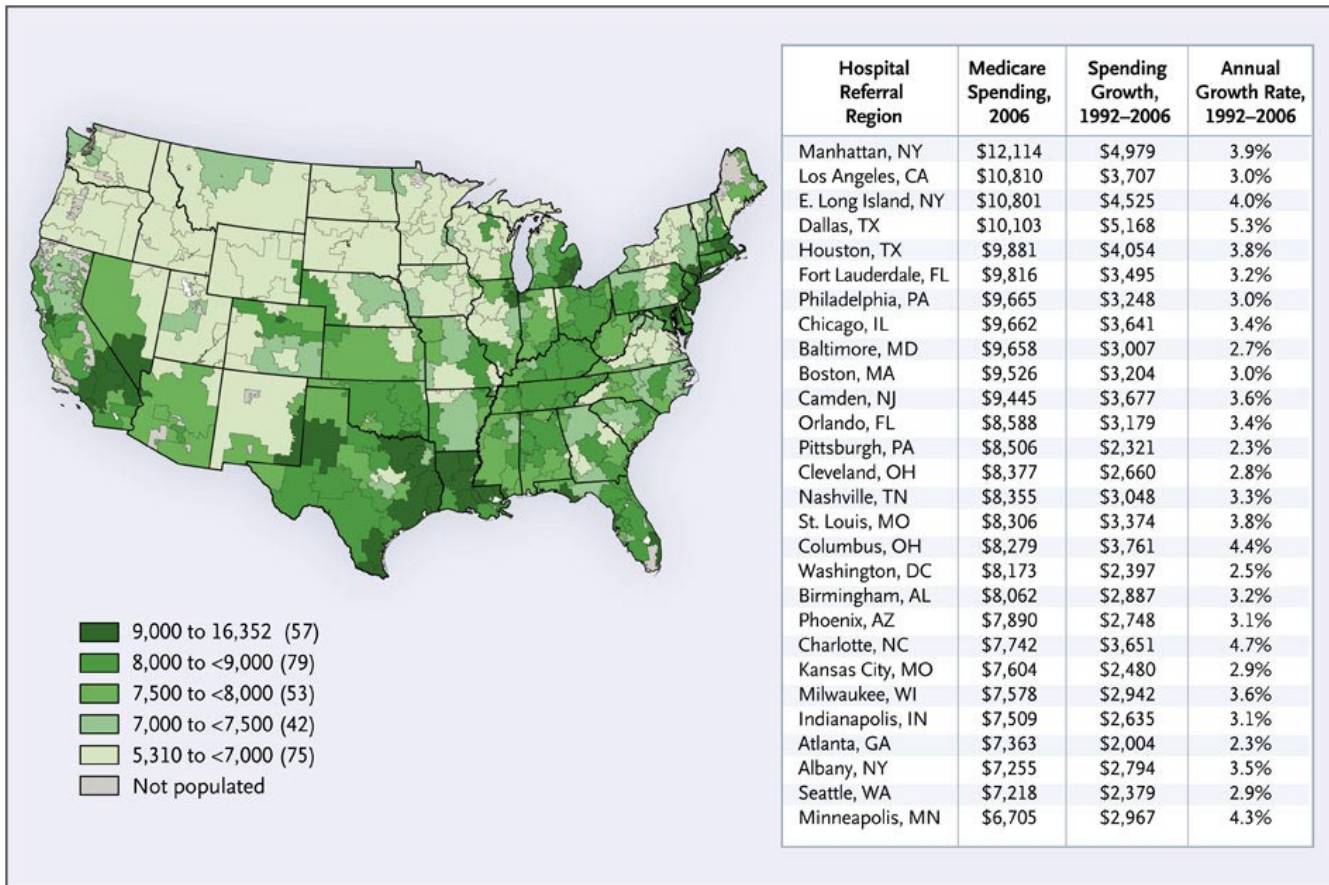 Hospital Referral Region
Medicare Spending, 2006
Spending Growth, 1992–2006
Annual Growth Rate, 1992–2006
Manhattan, NY $12,114 $4,979 3.9%
Los Angeles, CA $10,810 $3,707 3.0%
E. Long Island, NY $10,801 $4,525 4.0%
Dallas, TX $10,103 $5,168 5.3%
Houston, TX $9,881 $4,054 3.8%
Fort Lauderdale, FL $9,816 $3,495 3.2%
Philadelphia, PA $9,665 $3,248 3.0%
Chicago, IL $9,662 $3,641 3.4%
Baltimore, MD $9,658 $3,007 2.7%
Boston, MA $9,526 $3,204 3.0%
Camden, NJ $9,445 $3,677 3.6%
Orlando, FL $8,588 $3,179 3.4%
Pittsburgh, PA $8,506 $2,321 2.3%
Cleveland, OH $8,377 $2,660 2.8%
Nashville, TN $8,355 $3,048 3.3%
St. Louis, MO $8,306 $3,374 3.8%
Columbus, OH $8,279 $3,761 4.4%
Washington, DC $8,173 $2,397 2.5%
Birmingham, AL $8,062 $2,887 3.2%
Phoenix, AZ $7,890 $2,748 3.1%
Charlotte, NC $7,742 $3,651 4.7%
Kansas City, MO $7,604 $2,480 2.9%
Milwaukee, WI $7,578 $2,942 3.6%
Indianapolis, IN $7,509 $2,635 3.1%
Atlanta, GA $7,363 $2,004 2.3%
Albany, NY $7,255 $2,794 3.5%
Seattle, WA $7,218 $2,379 2.9%
Minneapolis, MN $6,705 $2,967 4.3%
9,000 to 16,352 (57)
8,000 to <9,000 (79)
7,500 to <8,000 (53)
7,000 to <7,500 (42)
5,310 to <7,000 (75)
Not populated